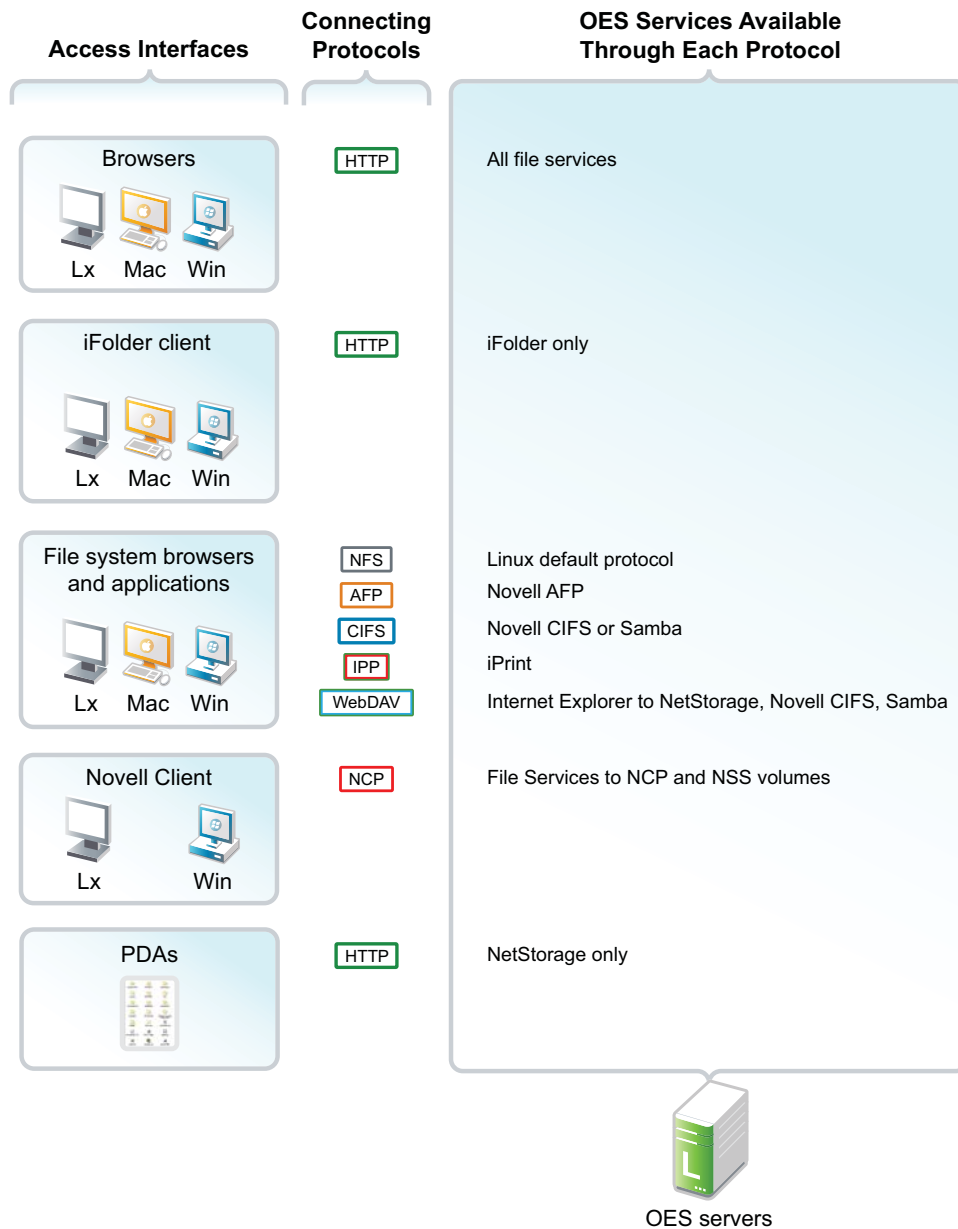 Access Interfaces
Connecting
Protocols
OES Services Available
Through Each Protocol
Browsers
Lx Mac Win
HTTP
All file services
iFolder client
Lx Mac Win
HTTP
iFolder only
File system browsers
and applications
Lx Mac Win
NFS
Linux default protocol
AFP
Novell AFP
CIFS
Novell CIFS or Samba
IPP
iPrint
WebDAV
Internet Explorer to NetStorage, Novell CIFS, Samba
Novell Client
Lx Win
NCP
File Services to NCP and NSS volumes
PDAs
HTTP
NetStorage only
L
OES servers